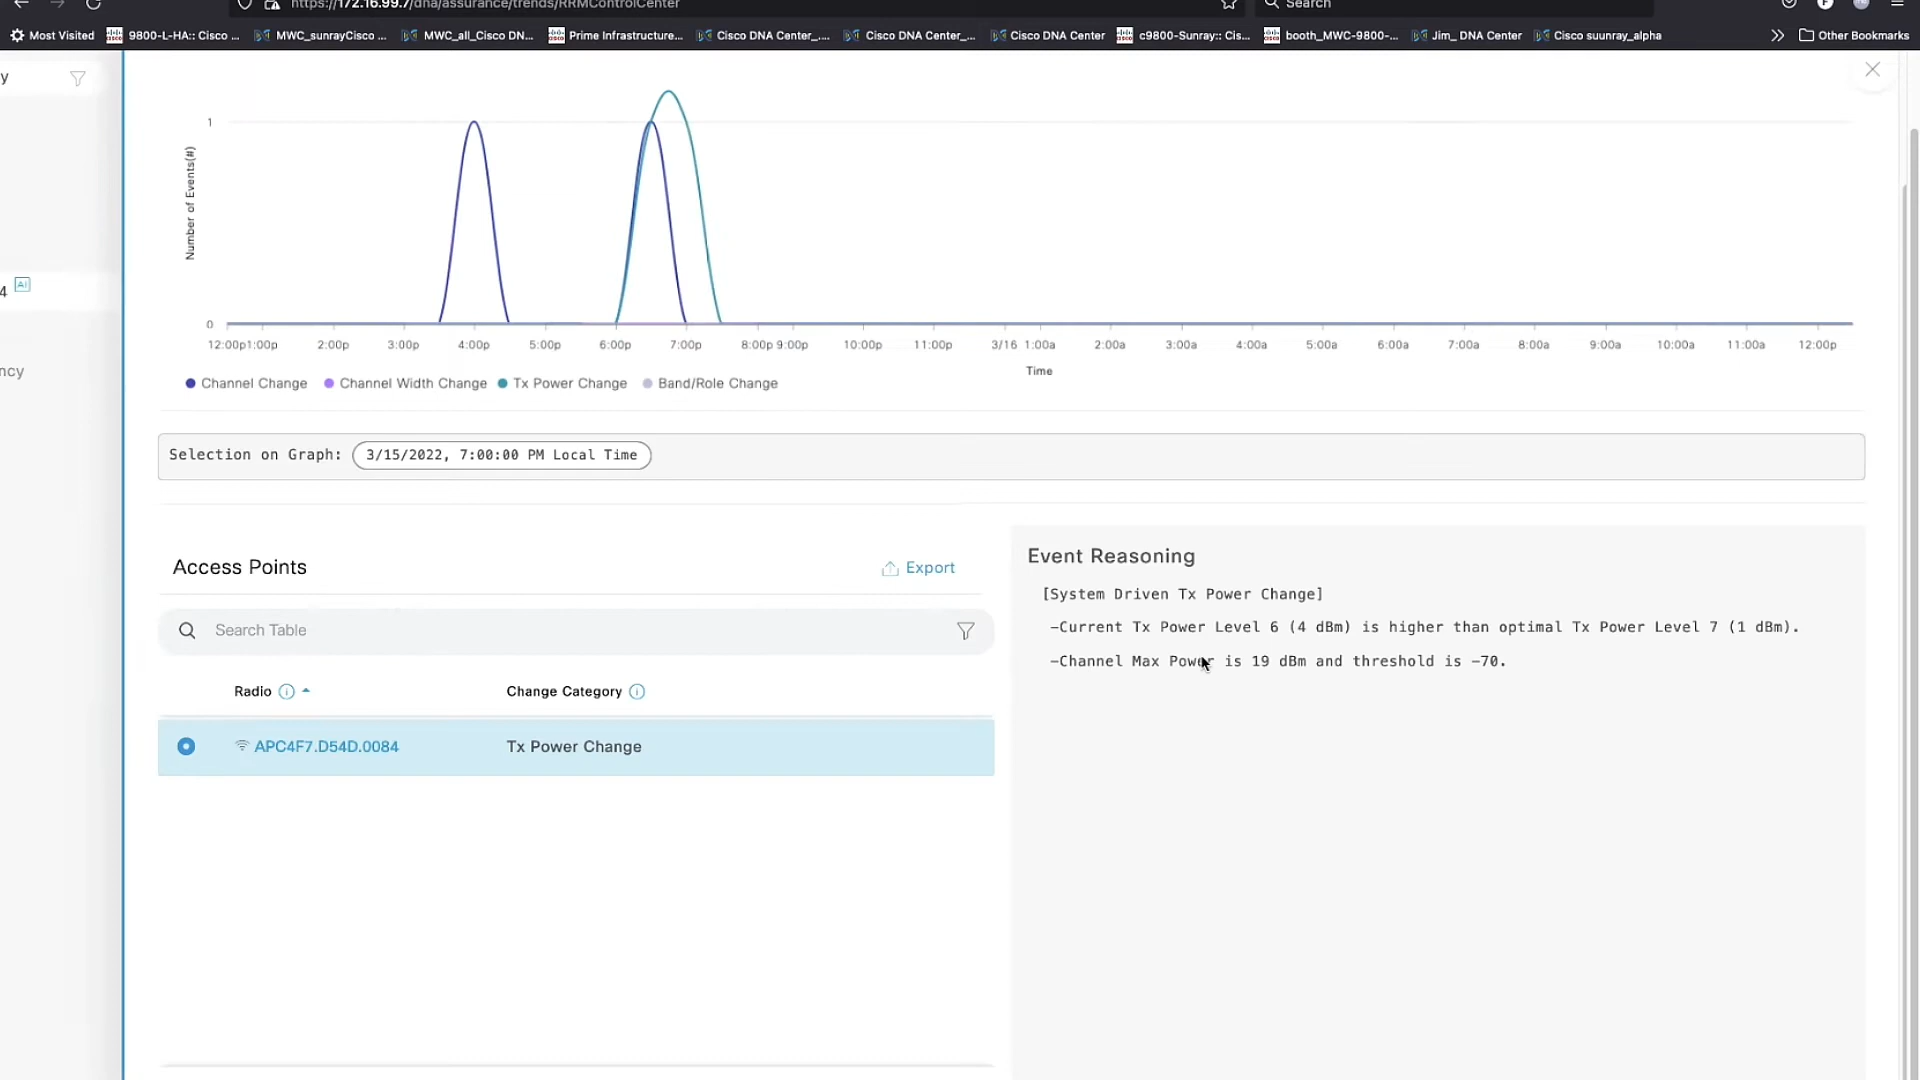 https://172.16.99.7/dna/assurance/trends/RRMControlCenter
Search
Most Visited
9800-L-HA:: Cisco ...
MWC_sunrayCisco ...
MWC_all_Cisco DN...
Prime Infrastructure...
Cisco DNA Center_...
Cisco DNA Center_...
Cisco DNA Center
c9800-Sunray:: Cis...
booth_MWC-9800-...
Jim_ DNA Center
Cisco suunray_alpha
Other Bookmarks
y
4 AI
ncy
Number of Events(#)
1
0
12:00p1:00p 2:00p 3:00p 4:00p 5:00p 6:00p 7:00p 8:00p 9:00p 10:00p 11:00p 3/16 1:00a 2:00a 3:00a 4:00a 5:00a 6:00a 7:00a 8:00a 9:00a 10:00a 11:00a 12:00p
Time
Channel Change Channel Width Change Tx Power Change Band/Role Change
Selection on Graph: 3/15/2022, 7:00:00 PM Local Time
Access Points
Export
Search Table
Radio Change Category
APC4F7.D54D.0084 Tx Power Change
Event Reasoning
[System Driven Tx Power Change]
-Current Tx Power Level 6 (4 dBm) is higher than optimal Tx Power Level 7 (1 dBm).
-Channel Max Power is 19 dBm and threshold is -70.